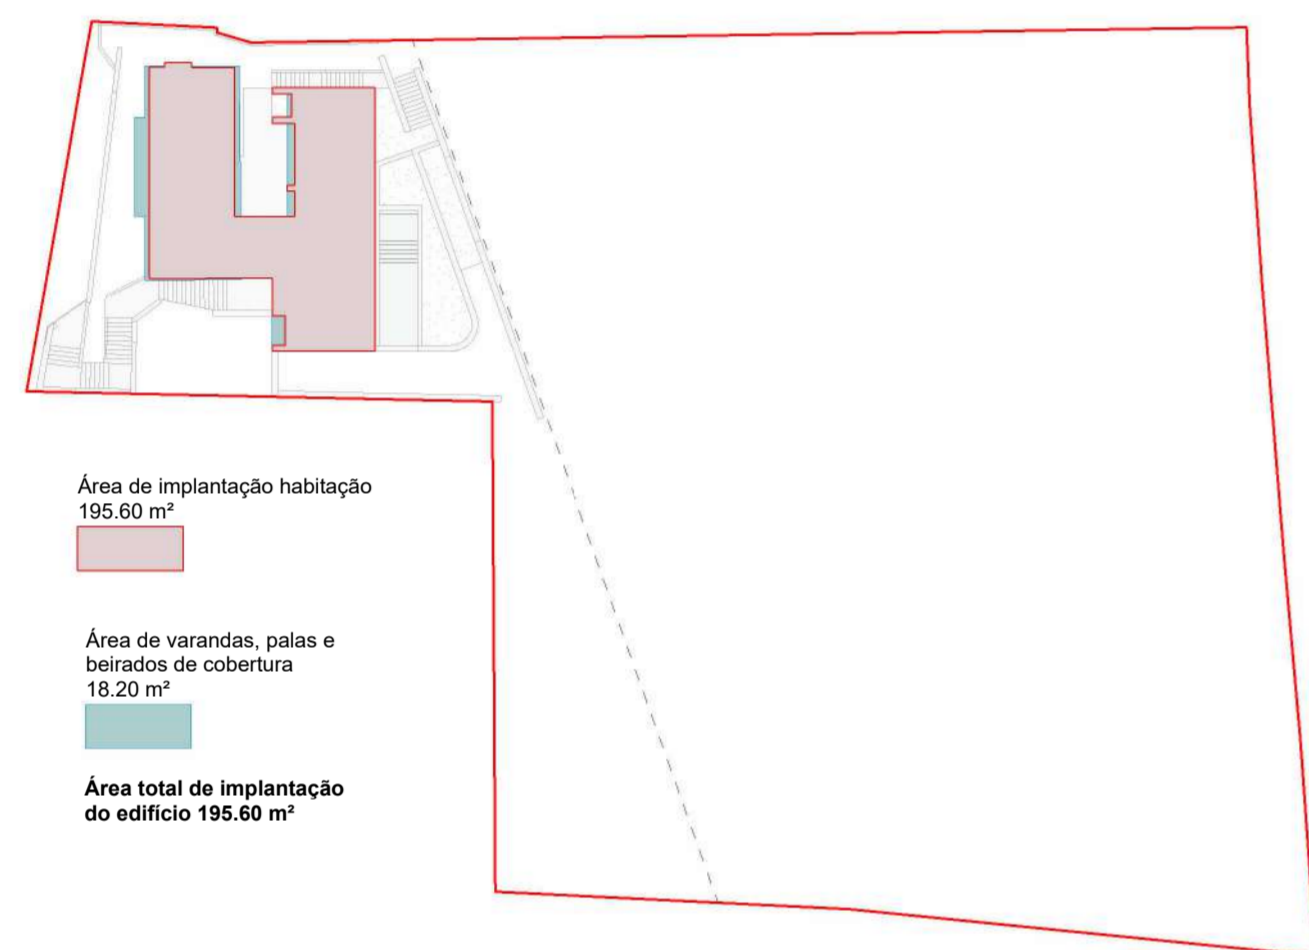 Área de implantação habitação
195.60 m²
Área de varandas, palas e
beirados de cobertura
18.20 m²
Área total de implantação
do edifício 195.60 m²